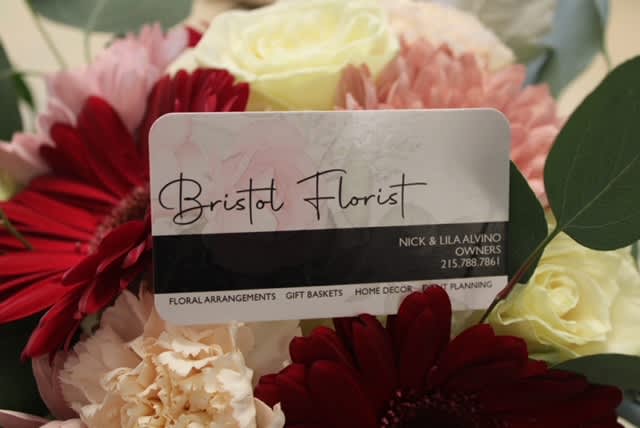 Bristol Florist
NICK & LILA ALVINO
OWNERS
215.788.7861
FLORAL ARRANGEMENTS GIFT BASKETS HOME DECOR EVENT PLANNING